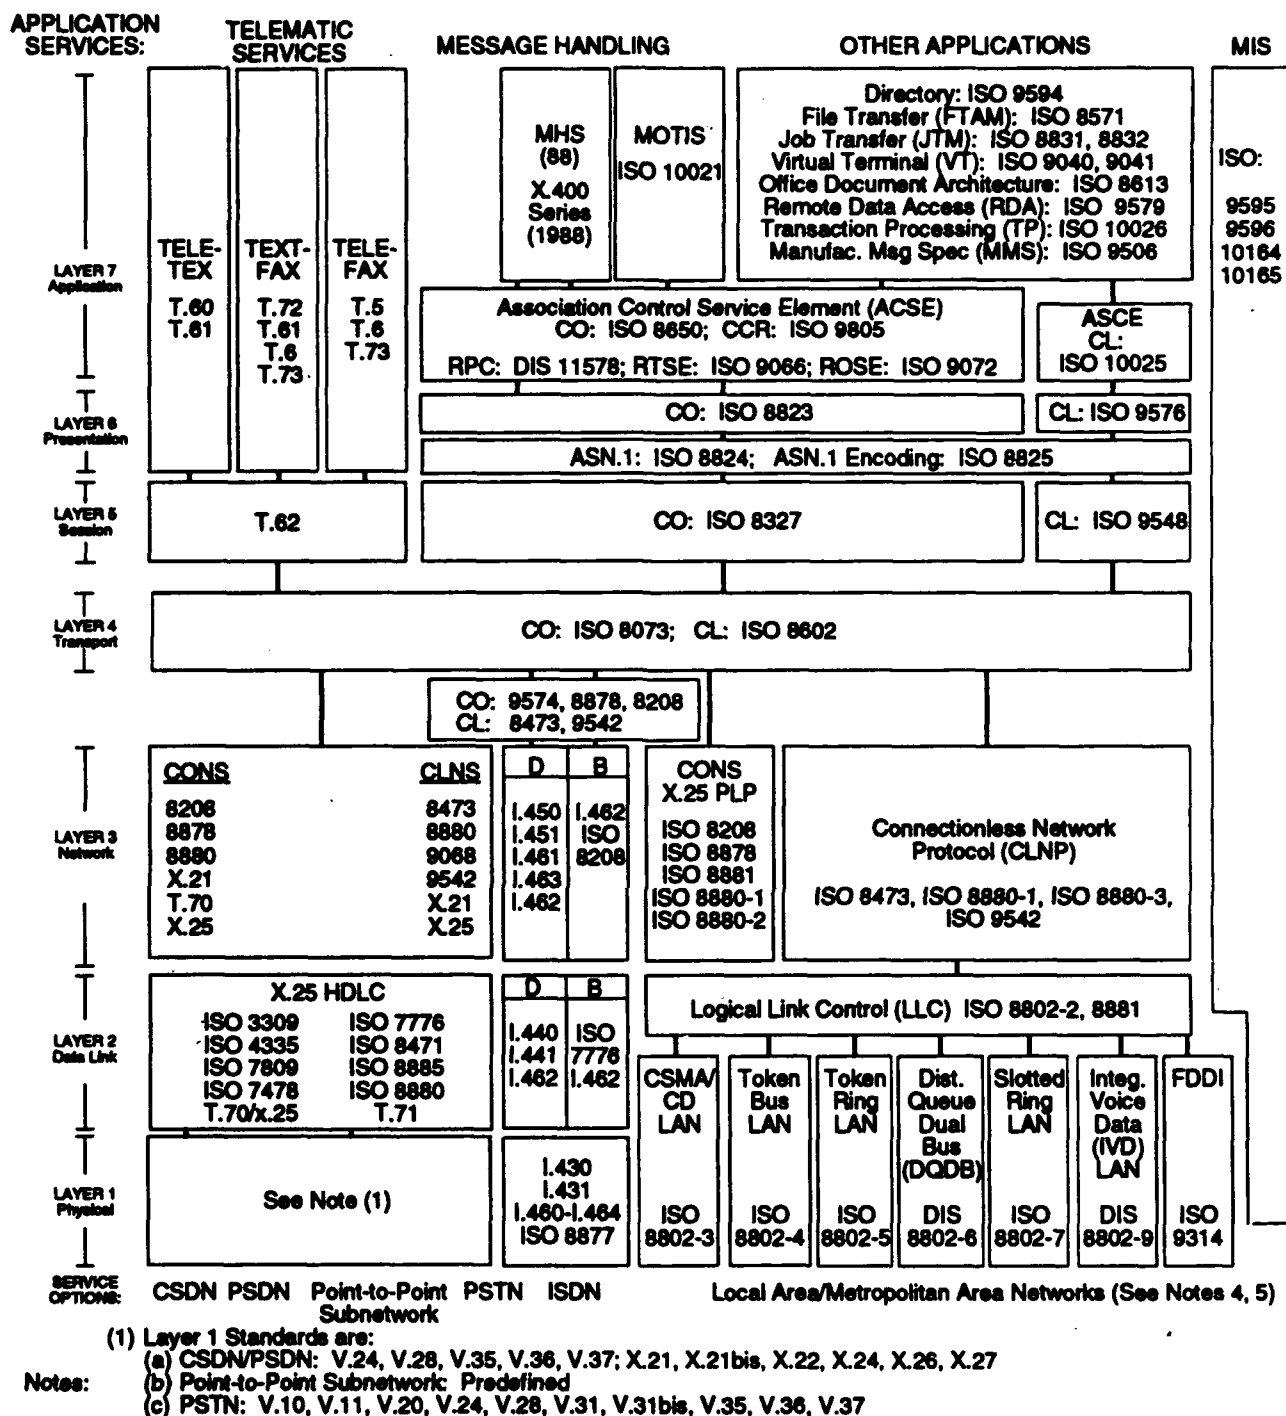 APPLICATION SERVICES:
TELEMATIC SERVICES
MESSAGE HANDLING
OTHER APPLICATIONS
MIS
LAYER 7
Application
TELE-
TEX
T.60
T.61
TEXT-
FAX
T.72
T.61
T.6
T.73
TELE-
FAX
T.5
T.6
T.73
MHS
(88)
X.400
Series
(1988)
MOTIS
ISO 10021
Directory: ISO 9594
File Transfer (FTAM): ISO 8571
Job Transfer (JTM): ISO 8831, 8832
Virtual Terminal (VT): ISO 9040, 9041
Office Document Architecture: ISO 8613
Remote Data Access (RDA): ISO 9579
Transaction Processing (TP): ISO 10026
Manufac. Msg Spec (MMS): ISO 9506
ISO:
9595
9596
10164
10165
Association Control Service Element (ACSE)
CO: ISO 8650; CCR: ISO 9805
RPC: DIS 11578; RTSE: ISO 9066; ROSE: ISO 9072
ASCE
CL:
ISO 10025
LAYER 6
Presentation
CO: ISO 8823
CL: ISO 9576
ASN.1: ISO 8824; ASN.1 Encoding: ISO 8825
LAYER 5
Session
T.62
CO: ISO 8327
CL: ISO 9548
LAYER 4
Transport
CO: ISO 8073; CL: ISO 8602
CO: 9574, 8878, 8208
CL: 8473, 9542
LAYER 3
Network
CONS
8208
8878
8880
X.21
T.70
X.25
CLNS
8473
8880
9068
9542
X.21
X.25
D
I.450
I.451
I.461
I.463
I.462
B
I.462
ISO
8208
CONS
X.25 PLP
ISO 8208
ISO 8878
ISO 8881
ISO 8880-1
ISO 8880-2
Connectionless Network
Protocol (CLNP)
ISO 8473, ISO 8880-1, ISO 8880-3,
ISO 9542
LAYER 2
Data Link
X.25 HDLC
ISO 3309 ISO 7776
ISO 4335 ISO 8471
ISO 7809 ISO 8885
ISO 7478 ISO 8880
T.70/x.25 T.71
D
I.440
I.441
I.462
B
ISO
7776
I.462
Logical Link Control (LLC) ISO 8802-2, 8881
CSMA/
CD
LAN
ISO
8802-3
Token
Bus
LAN
ISO
8802-4
Token
Ring
LAN
ISO
8802-5
Dist.
Queue
Dual
Bus
(DQDB)
DIS
8802-6
Slotted
Ring
LAN
ISO
8802-7
Integ.
Voice
Data
(IVD)
LAN
DIS
8802-9
FDDI
ISO
9314
LAYER 1
Physical
See Note (1)
I.430
I.431
I.460-I.464
ISO 8877
SERVICE
OPTIONS:
CSDN PSDN Point-to-Point Subnetwork PSTN ISDN
Local Area/Metropolitan Area Networks (See Notes 4, 5)
Notes:
(1) Layer 1 Standards are:
(a) CSDN/PSDN: V.24, V.28, V.35, V.36, V.37; X.21, X.21bis, X.22, X.24, X.26, X.27
(b) Point-to-Point Subnetwork: Predefined
(c) PSTN: V.10, V.11, V.20, V.24, V.28, V.31, V.31bis, V.35, V.36, V.37